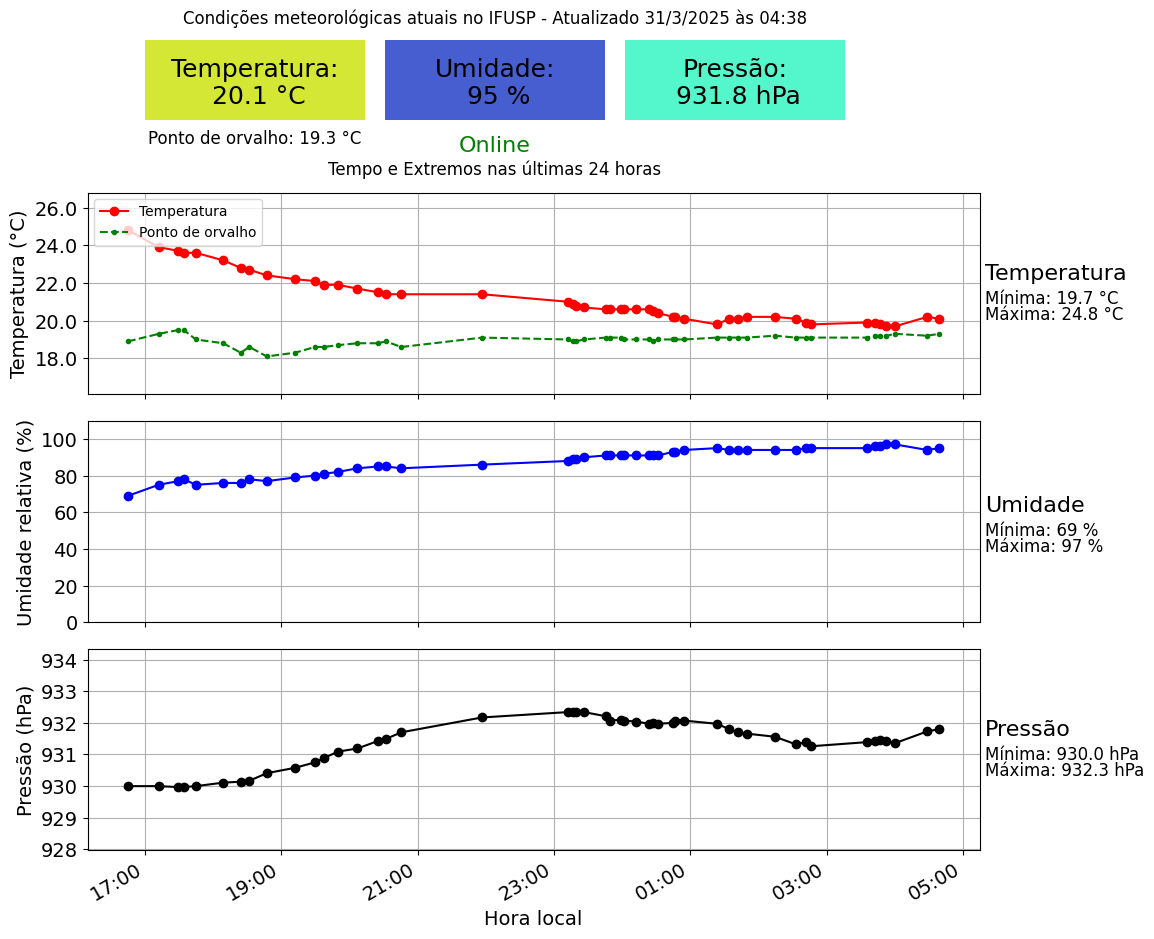 Condições meteorológicas atuais no IFUSP - Atualizado 31/3/2025 às 04:38
Temperatura:
20.1 °C
Umidade:
95 %
Pressão:
931.8 hPa
Ponto de orvalho: 19.3 °C
Online
Tempo e Extremos nas últimas 24 horas
Temperatura (°C)
26.0
24.0
22.0
20.0
18.0
Temperatura
Ponto de orvalho
Temperatura
Mínima: 19.7 °C
Máxima: 24.8 °C
Umidade relativa (%)
100
80
60
40
20
0
Umidade
Mínima: 69 %
Máxima: 97 %
Pressão (hPa)
934
933
932
931
930
929
928
Pressão
Mínima: 930.0 hPa
Máxima: 932.3 hPa
17:00
19:00
21:00
23:00
01:00
03:00
05:00
Hora local